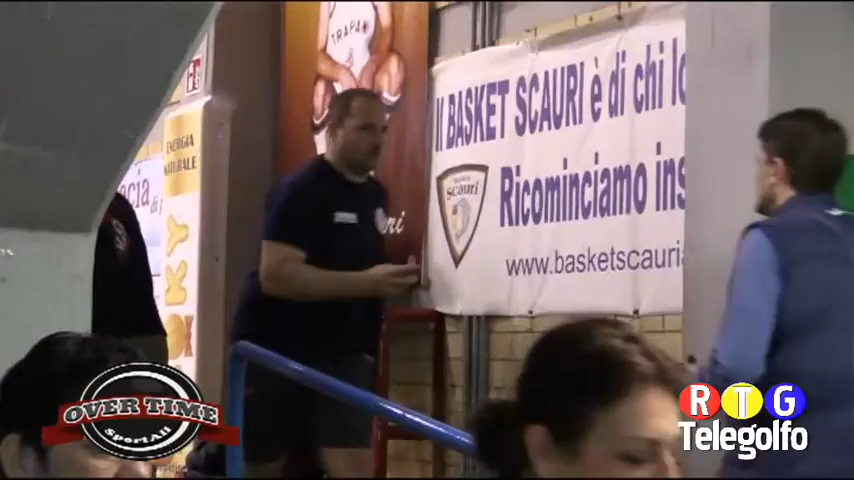 TRAPANI
Il BASKET SCAURI è di chi lo
Scauri
Ricominciamo ins
www.basketscauri
ENERGIA
NATURALE
KY
OVER TIME
SportAll
RTG
Telegolfo